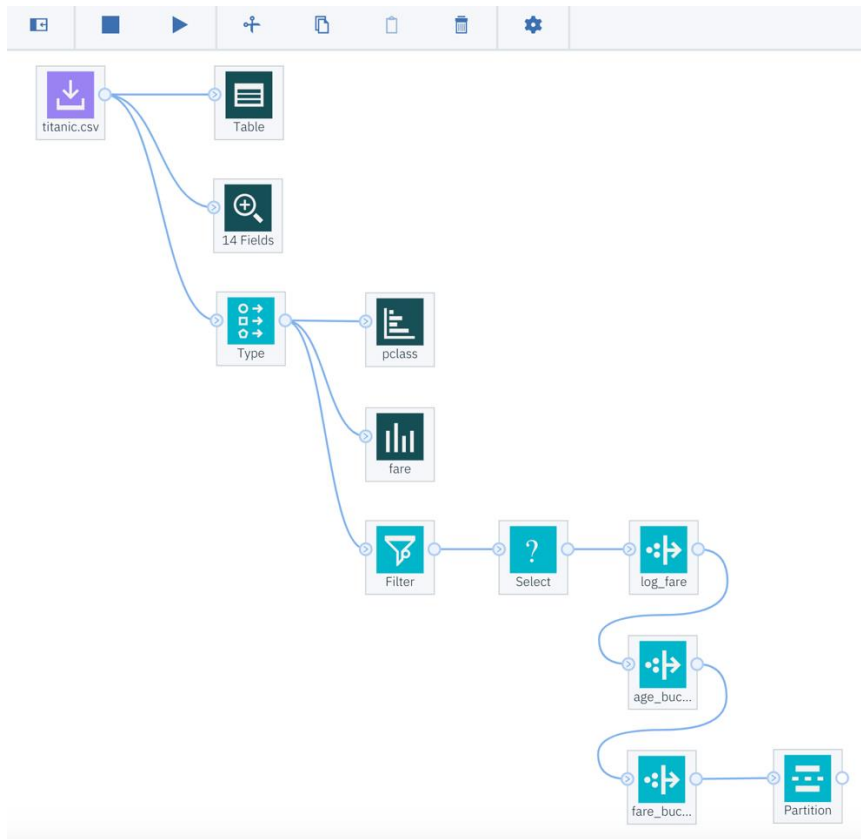 titanic.csv
Table
14 Fields
Type
pclass
fare
Filter
?
Select
log_fare
age_buc...
fare_buc...
Partition